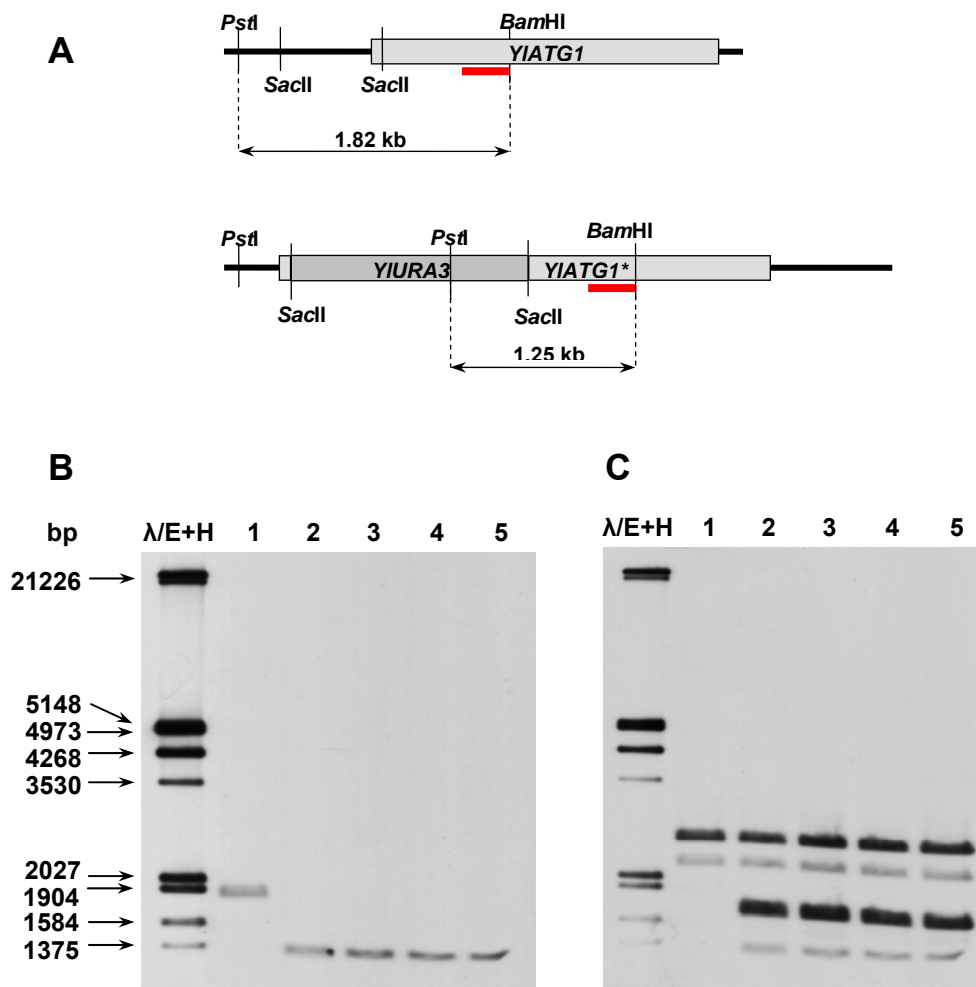 A
PstI
BamHI
YlATG1
SacII
SacII
1.82 kb
PstI
PstI
BamHI
YlURA3
YlATG1*
SacII
SacII
1.25 kb
B
C
bp
λ/E+H
1
2
3
4
5
λ/E+H
1
2
3
4
5
21226
5148
4973
4268
3530
2027
1904
1584
1375